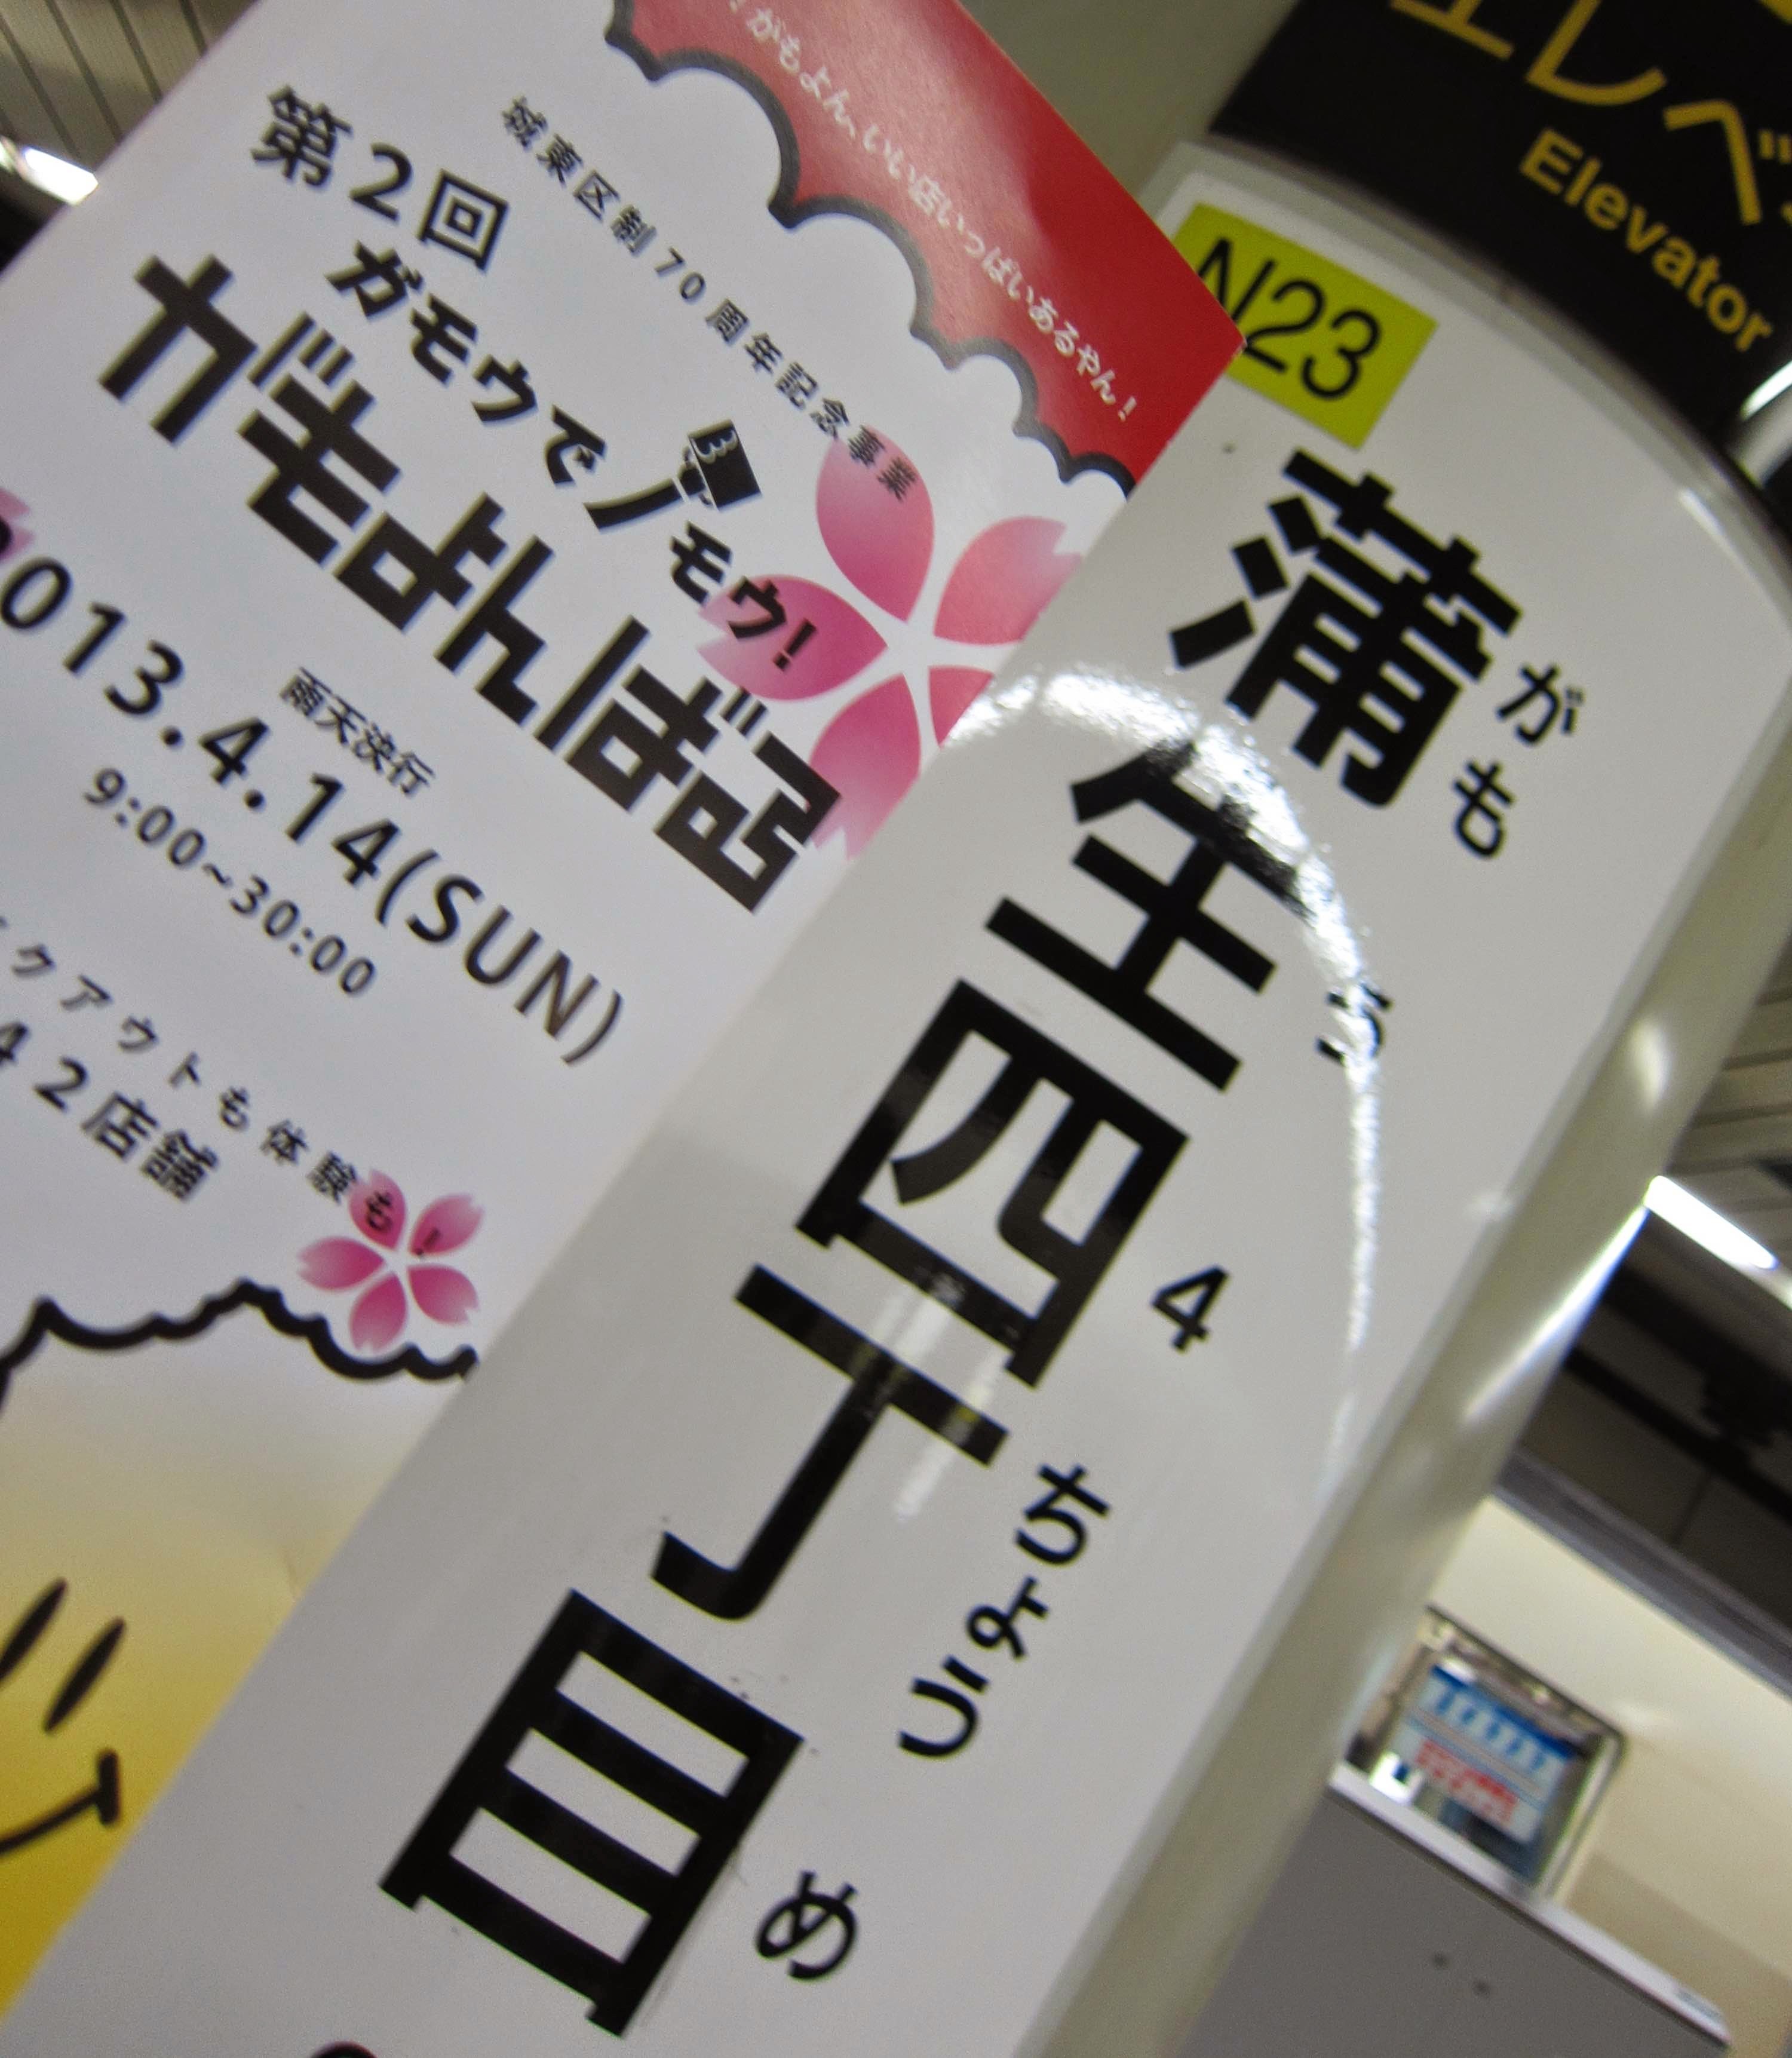 がもよん、いい店いっぱいあるやん!
城東区制70周年記念事業
第2回
ガモウでノモウ!
がもよんばる
2013.4.14(SUN)
雨天決行
9:00~30:00
クアウトも体験も!
42店舗
エレベ
Elevator
N23
蒲生四丁目
がもう4ちょうめ